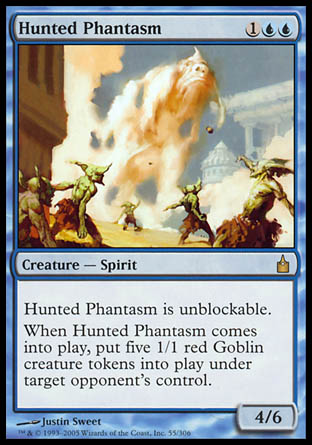 Hunted Phantasm 1
Creature — Spirit
Hunted Phantasm is unblockable.
When Hunted Phantasm comes
into play, put five 1/1 red Goblin
creature tokens into play under
target opponent's control.
Justin Sweet
™ & © 1993–2005 Wizards of the Coast, Inc. 55/306
4/6